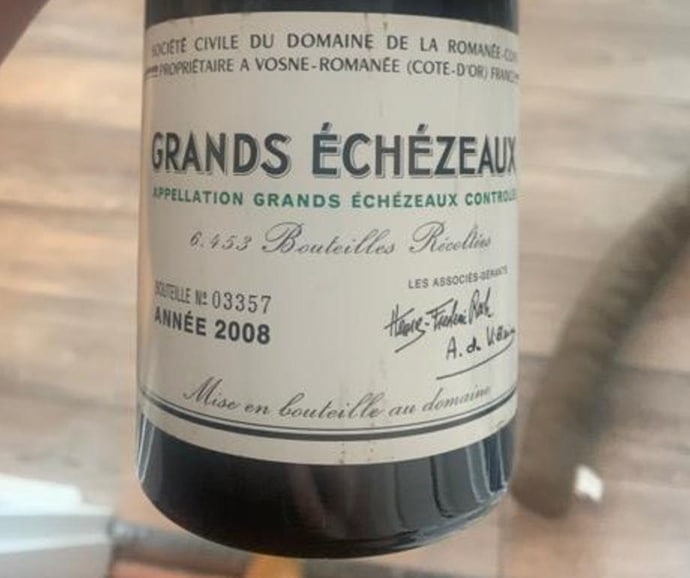 SOCIÉTÉ CIVILE DU DOMAINE DE LA ROMANÉE-CON
PROPRIÉTAIRE A VOSNE-ROMANÉE (COTE-D'OR) FRANCE
GRANDS ÉCHÉZEAUX
APPELLATION GRANDS ÉCHÉZEAUX CONTROLÉE
6.453 Bouteilles Récoltées
LES ASSOCIÉS-GÉRANTS
BOUTEILLE Nº 03357
ANNÉE 2008
A. de Villaine
Mise en bouteille au domaine